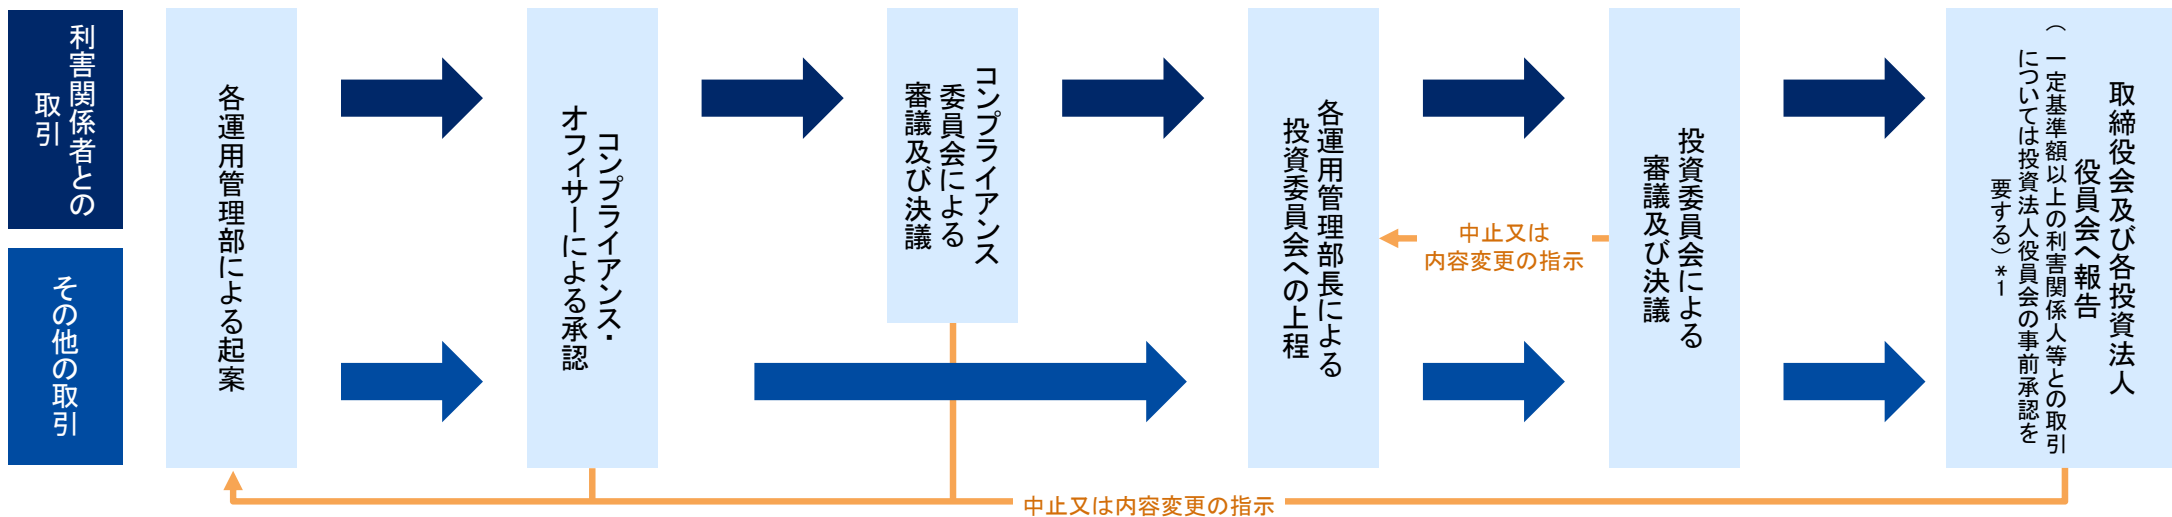 利害関係者との
取引
その他の取引
各運用管理部による起案
コンプライアンス・
オフィサーによる承認
コンプライアンス
委員会による
審議及び決議
各運用管理部長による
投資委員会への上程
中止又は
内容変更の指示
投資委員会による
審議及び決議
取締役会及び各投資法人
役員会へ報告
（一定基準額以上の利害関係人等との取引
については投資法人役員会の事前承認を
要する）*1
中止又は内容変更の指示